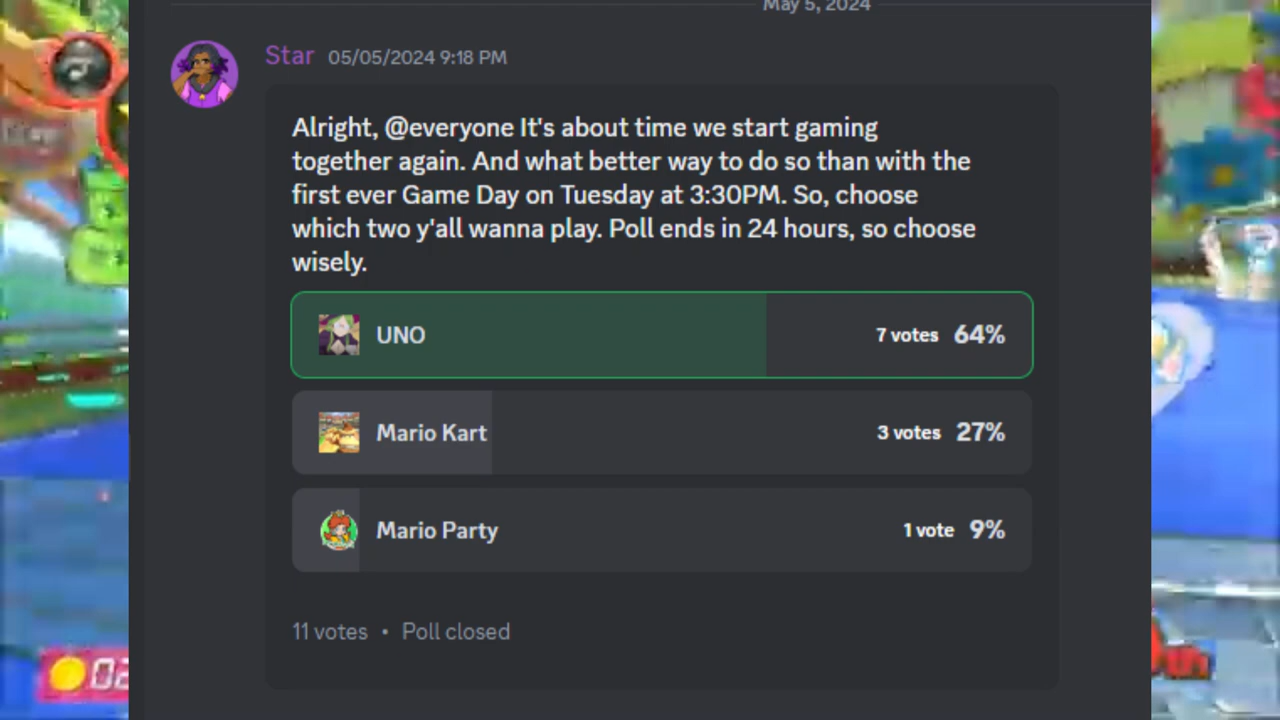 May 5, 2024
Star 05/05/2024 9:18 PM
Alright, @everyone It's about time we start gaming
together again. And what better way to do so than with the
first ever Game Day on Tuesday at 3:30PM. So, choose
which two y'all wanna play. Poll ends in 24 hours, so choose
wisely.
UNO 7 votes 64%
Mario Kart 3 votes 27%
Mario Party 1 vote 9%
11 votes • Poll closed
02
th